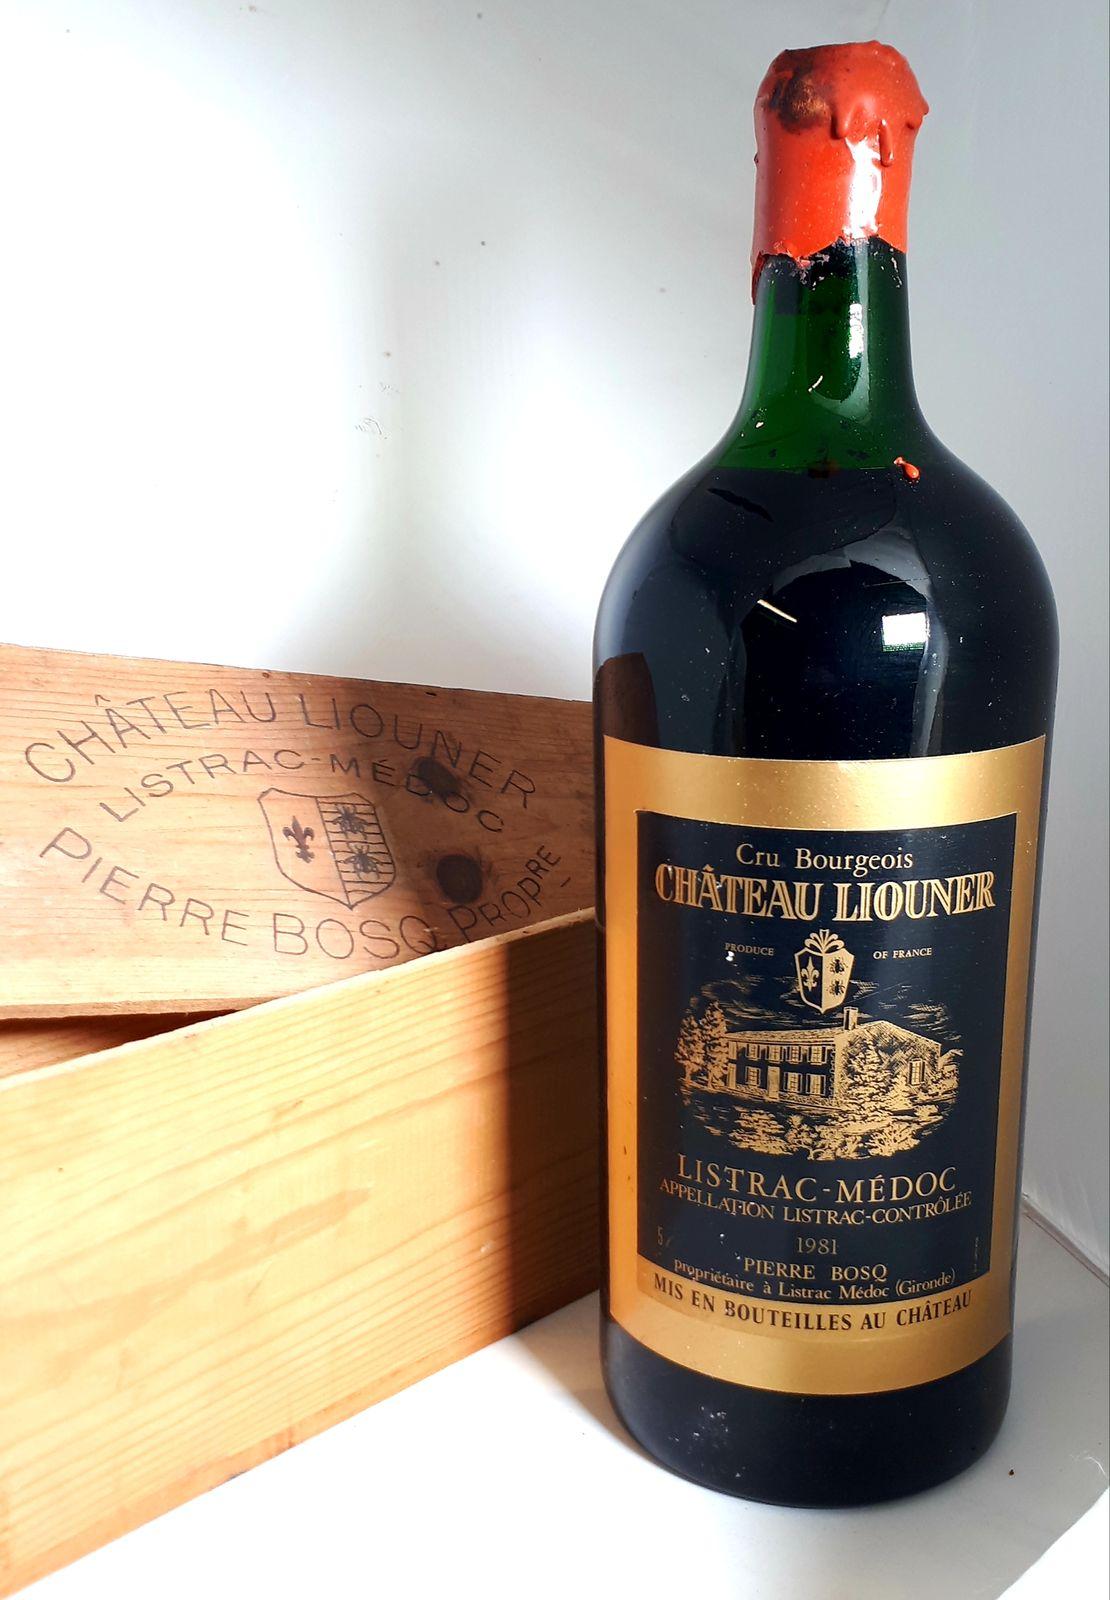 CHÂTEAU LIOUNER
LISTRAC-MÉDOC
PIERRE BOSQ PROPRE
Cru Bourgeois
CHÂTEAU LIOUNER
PRODUCE OF FRANCE
LISTRAC-MÉDOC
APPELLATION LISTRAC-CONTRÔLÉE
1981
PIERRE BOSQ
propriétaire à Listrac Médoc (Gironde)
MIS EN BOUTEILLES AU CHÂTEAU